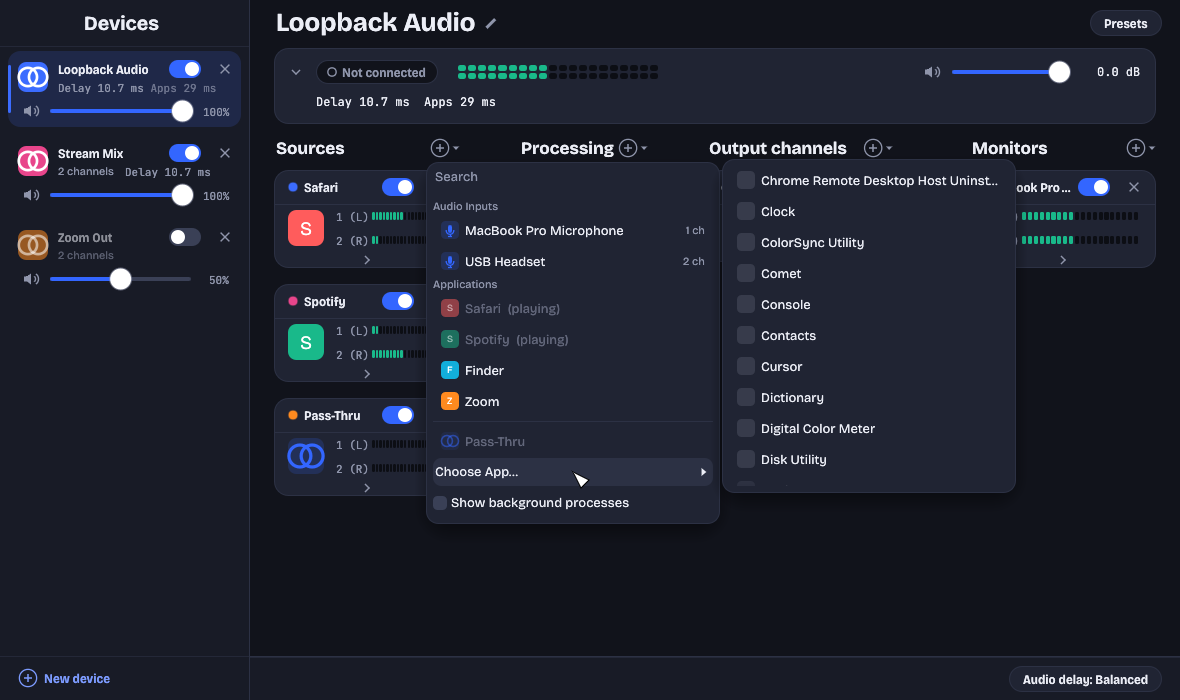 Devices
Loopback Audio
Delay 10.7 ms Apps 29 ms
100%
Stream Mix
2 channels Delay 10.7 ms
100%
Zoom Out
2 channels
50%
New device
Loopback Audio
Presets
Not connected
0.0 dB
Delay 10.7 ms Apps 29 ms
Sources
Processing
Output channels
Monitors
Safari
S
1 (L)
2 (R)
Spotify
S
1 (L)
2 (R)
Pass-Thru
1 (L)
2 (R)
Search
Audio Inputs
MacBook Pro Microphone 1 ch
USB Headset 2 ch
Applications
S Safari (playing)
S Spotify (playing)
F Finder
Z Zoom
Pass-Thru
Choose App...
Show background processes
Chrome Remote Desktop Host Uninst...
Clock
ColorSync Utility
Comet
Console
Contacts
Cursor
Dictionary
Digital Color Meter
Disk Utility
ook Pro...
Audio delay: Balanced